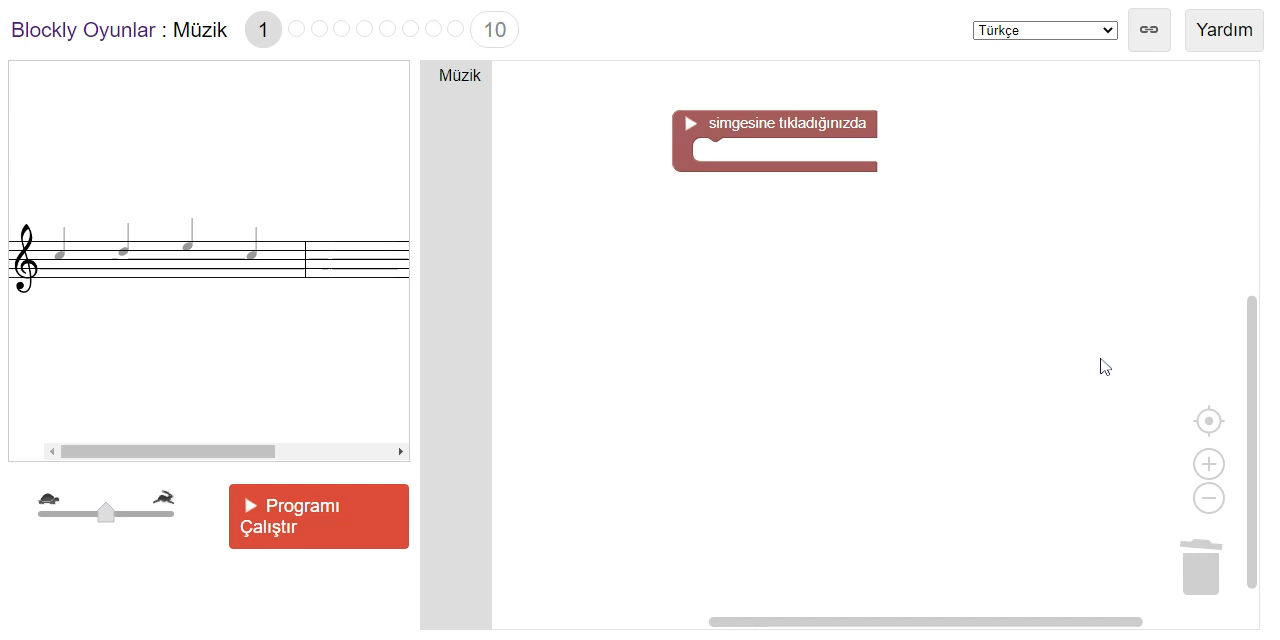 Blockly Oyunlar : Müzik 1 10 Türkçe Yardım
Müzik
simgesine tıkladığınızda
Programı
Çalıştır